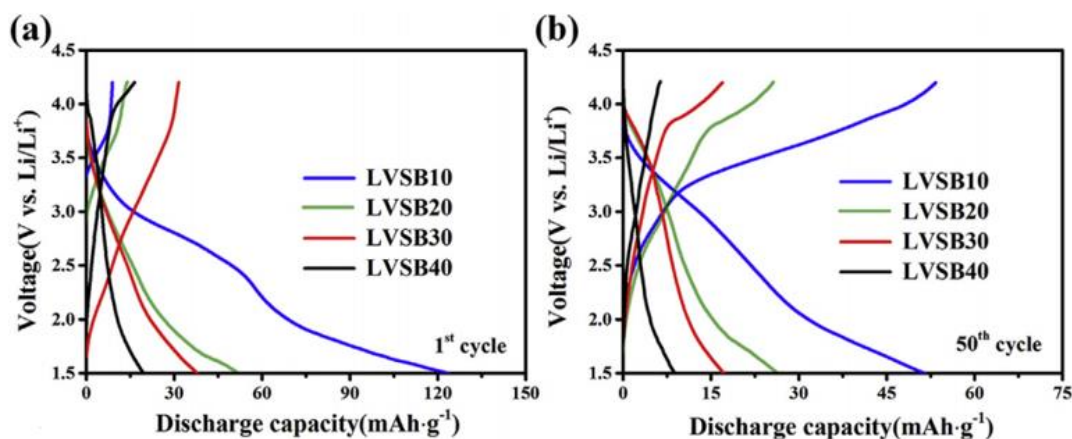 (a)
4.5
4.0
3.5
3.0
2.5
2.0
1.5
Voltage(V vs. Li/Li⁺)
LVSB10
LVSB20
LVSB30
LVSB40
1ˢᵗ cycle
0 30 60 90 120 150
Discharge capacity(mAh·g⁻¹)
(b)
4.5
4.0
3.5
3.0
2.5
2.0
1.5
Voltage(V vs. Li/Li⁺)
LVSB10
LVSB20
LVSB30
LVSB40
50ᵗʰ cycle
0 15 30 45 60 75
Discharge capacity(mAh·g⁻¹)